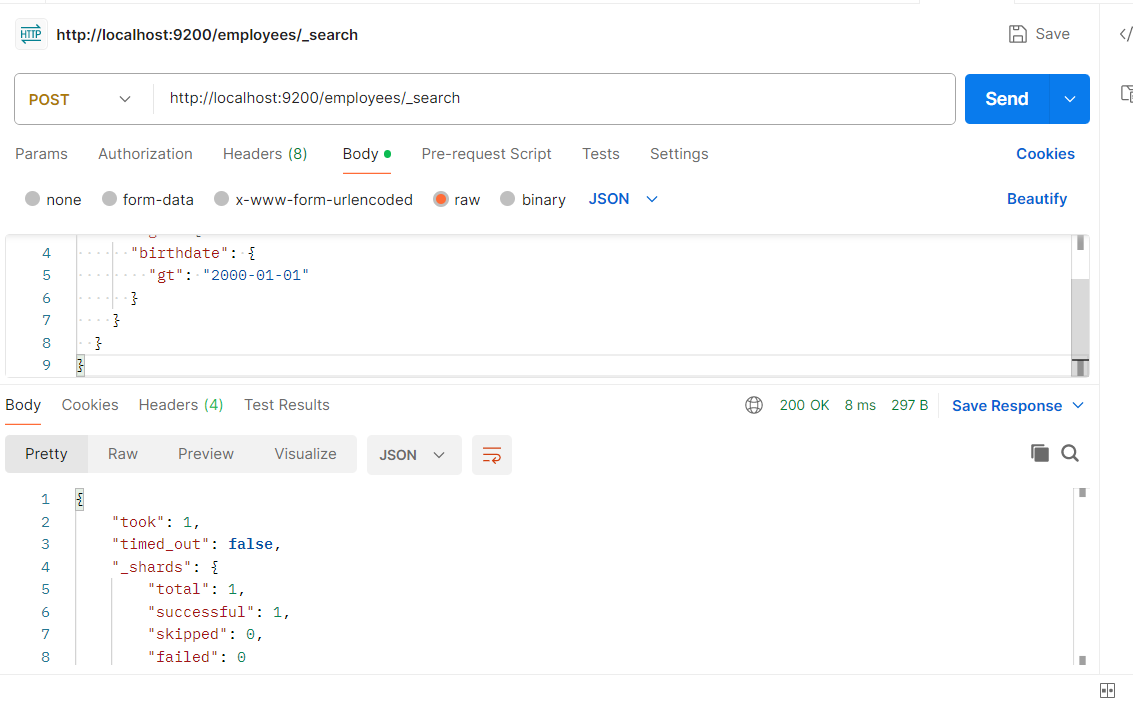 HTTP http://localhost:9200/employees/_search Save
POST http://localhost:9200/employees/_search Send
Params Authorization Headers (8) Body Pre-request Script Tests Settings Cookies
none form-data x-www-form-urlencoded raw binary JSON Beautify
4 "birthdate": {
5 "gt": "2000-01-01"
6 }
7 }
8 }
9 }
Body Cookies Headers (4) Test Results 200 OK 8 ms 297 B Save Response
Pretty Raw Preview Visualize JSON
1 {
2 "took": 1,
3 "timed_out": false,
4 "_shards": {
5 "total": 1,
6 "successful": 1,
7 "skipped": 0,
8 "failed": 0